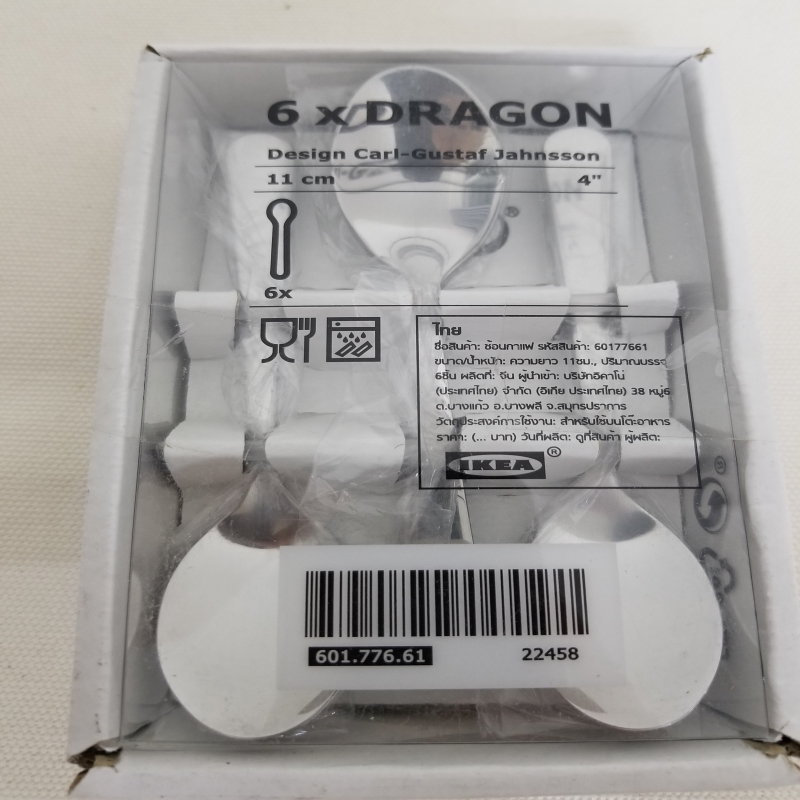 6 x DRAGON
Design Carl-Gustaf Jahnsson
11 cm 4"
®
6x
ไทย
ชื่อสินค้า: ช้อนกาแฟ รหัสสินค้า: 60177661
ขนาด/น้ำหนัก: ความยาว 11ซม., ปริมาณบรรจุ
6ชิ้น ผลิตที่: จีน ผู้นำเข้า: บริษัทอิคาโน่
(ประเทศไทย) จำกัด (อิเกีย ประเทศไทย) 38 หมู่6
ต.บางแก้ว อ.บางพลี จ.สมุทรปราการ
วัตถุประสงค์การใช้งาน: สำหรับใช้บนโต๊ะอาหาร
ราคา: (... บาท) วันที่ผลิต: ดูที่สินค้า ผู้ผลิต:
IKEA®
601.776.61 22458